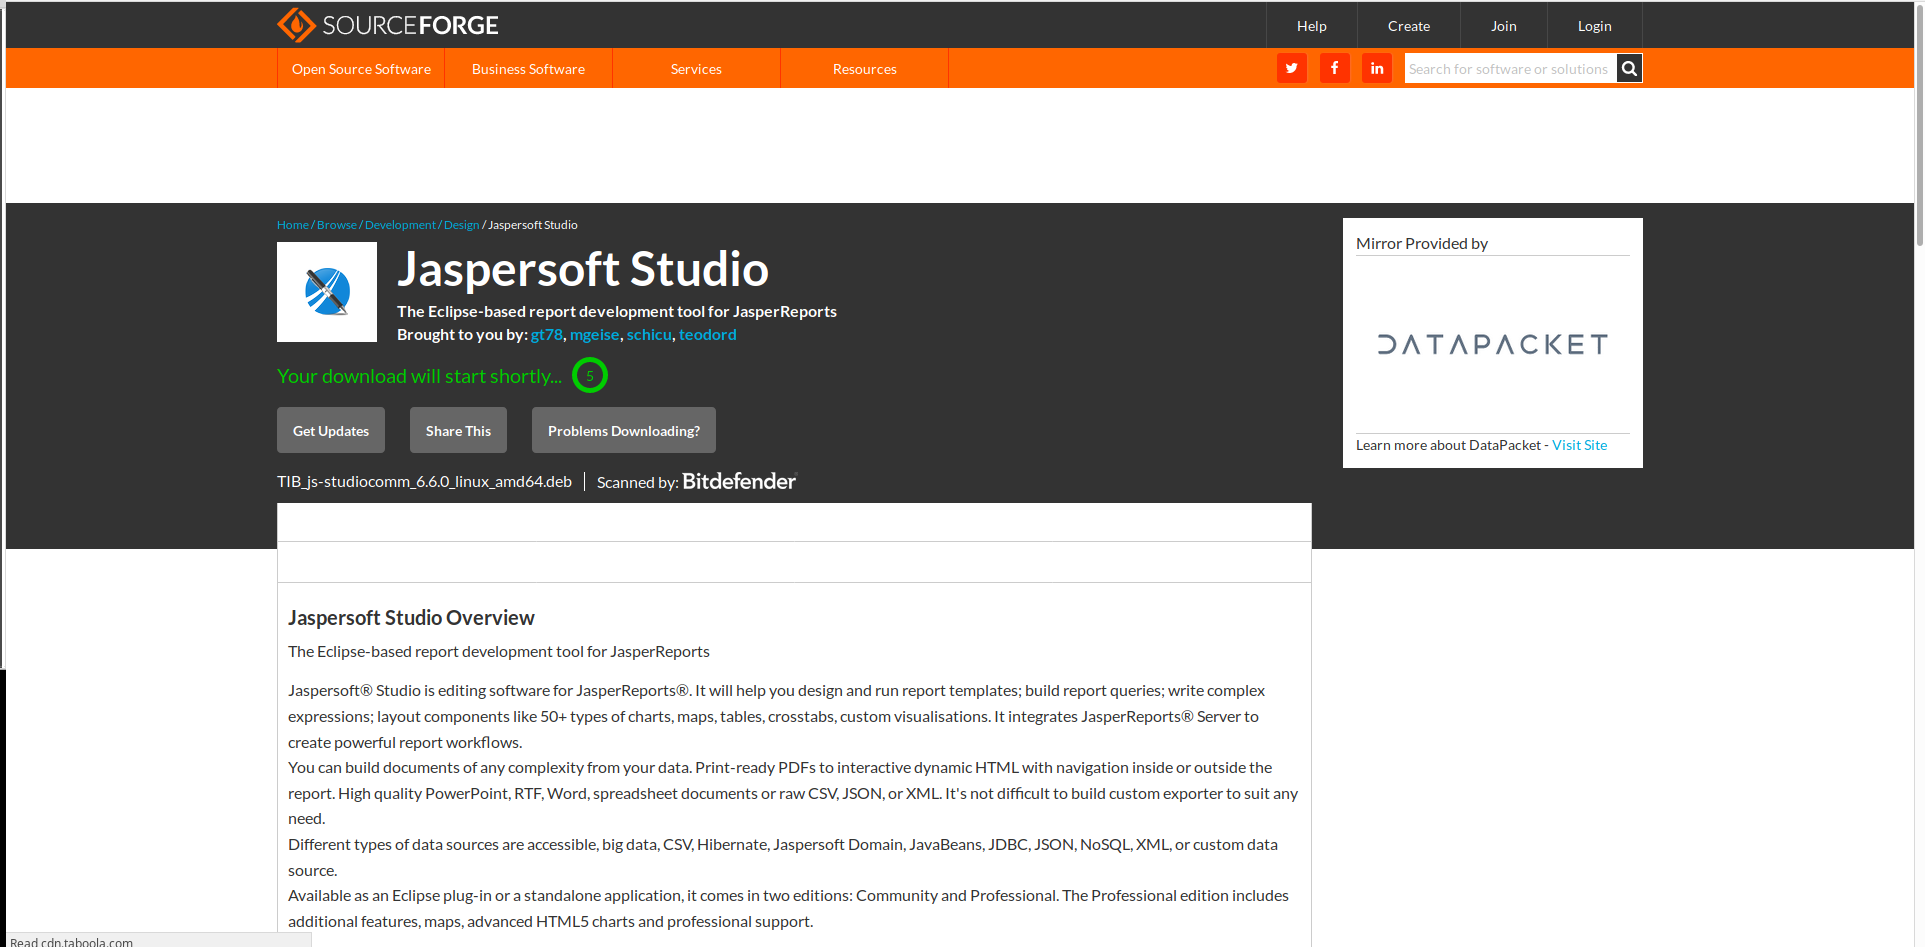 SOURCEFORGE
Help Create Join Login
Open Source Software Business Software Services Resources
Search for software or solutions
Home / Browse / Development / Design / Jaspersoft Studio
Jaspersoft Studio
The Eclipse-based report development tool for JasperReports
Brought to you by: gt78, mgeise, schicu, teodord
Your download will start shortly... 5
Get Updates Share This Problems Downloading?
TIB_js-studiocomm_6.6.0_linux_amd64.deb Scanned by: Bitdefender
Mirror Provided by
DATAPACKET
Learn more about DataPacket - Visit Site
Jaspersoft Studio Overview
The Eclipse-based report development tool for JasperReports
Jaspersoft® Studio is editing software for JasperReports®. It will help you design and run report templates; build report queries; write complex
expressions; layout components like 50+ types of charts, maps, tables, crosstabs, custom visualisations. It integrates JasperReports® Server to
create powerful report workflows.
You can build documents of any complexity from your data. Print-ready PDFs to interactive dynamic HTML with navigation inside or outside the
report. High quality PowerPoint, RTF, Word, spreadsheet documents or raw CSV, JSON, or XML. It's not difficult to build custom exporter to suit any
need.
Different types of data sources are accessible, big data, CSV, Hibernate, Jaspersoft Domain, JavaBeans, JDBC, JSON, NoSQL, XML, or custom data
source.
Available as an Eclipse plug-in or a standalone application, it comes in two editions: Community and Professional. The Professional edition includes
additional features, maps, advanced HTML5 charts and professional support.
Read cdn.taboola.com